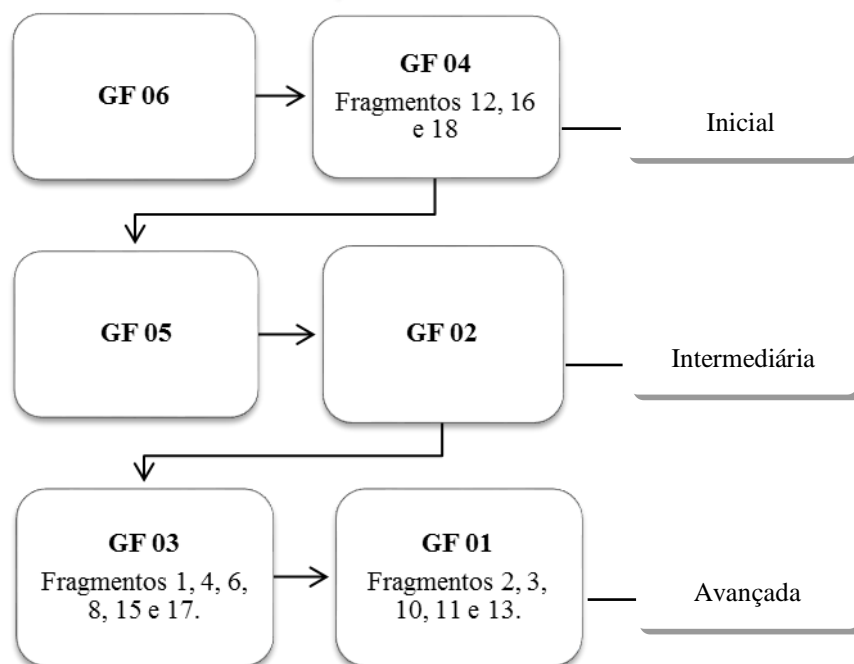 GF 06
GF 04
Fragmentos 12, 16
e 18
Inicial
GF 05
GF 02
Intermediária
GF 03
Fragmentos 1, 4, 6,
8, 15 e 17.
GF 01
Fragmentos 2, 3,
10, 11 e 13.
Avançada